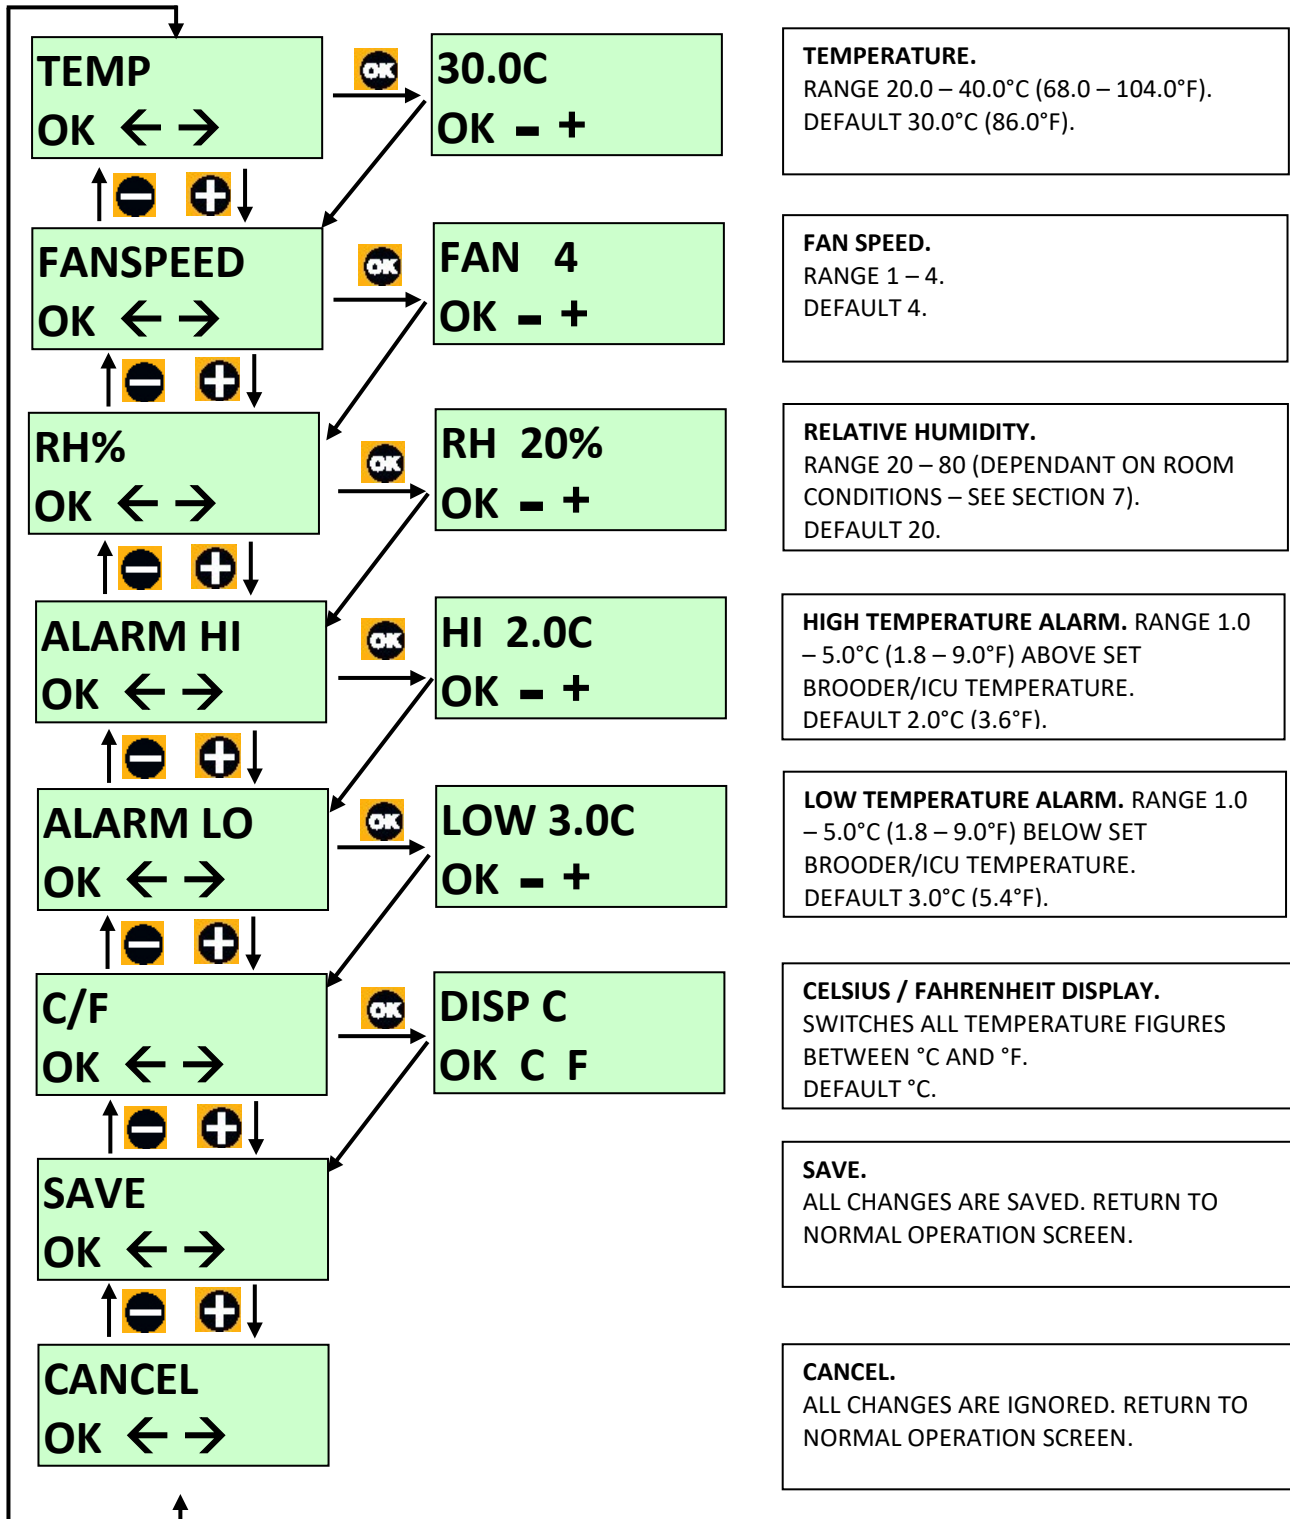 TEMP
OK ← →
OK
30.0C
OK - +
TEMPERATURE.
RANGE 20.0 – 40.0°C (68.0 – 104.0°F).
DEFAULT 30.0°C (86.0°F).
FANSPEED
OK ← →
OK
FAN 4
OK - +
FAN SPEED.
RANGE 1 – 4.
DEFAULT 4.
RH%
OK ← →
OK
RH 20%
OK - +
RELATIVE HUMIDITY.
RANGE 20 – 80 (DEPENDANT ON ROOM
CONDITIONS – SEE SECTION 7).
DEFAULT 20.
ALARM HI
OK ← →
OK
HI 2.0C
OK - +
HIGH TEMPERATURE ALARM. RANGE 1.0
– 5.0°C (1.8 – 9.0°F) ABOVE SET
BROODER/ICU TEMPERATURE.
DEFAULT 2.0°C (3.6°F).
ALARM LO
OK ← →
OK
LOW 3.0C
OK - +
LOW TEMPERATURE ALARM. RANGE 1.0
– 5.0°C (1.8 – 9.0°F) BELOW SET
BROODER/ICU TEMPERATURE.
DEFAULT 3.0°C (5.4°F).
C/F
OK ← →
OK
DISP C
OK C F
CELSIUS / FAHRENHEIT DISPLAY.
SWITCHES ALL TEMPERATURE FIGURES
BETWEEN °C AND °F.
DEFAULT °C.
SAVE
OK ← →
SAVE.
ALL CHANGES ARE SAVED. RETURN TO
NORMAL OPERATION SCREEN.
CANCEL
OK ← →
CANCEL.
ALL CHANGES ARE IGNORED. RETURN TO
NORMAL OPERATION SCREEN.